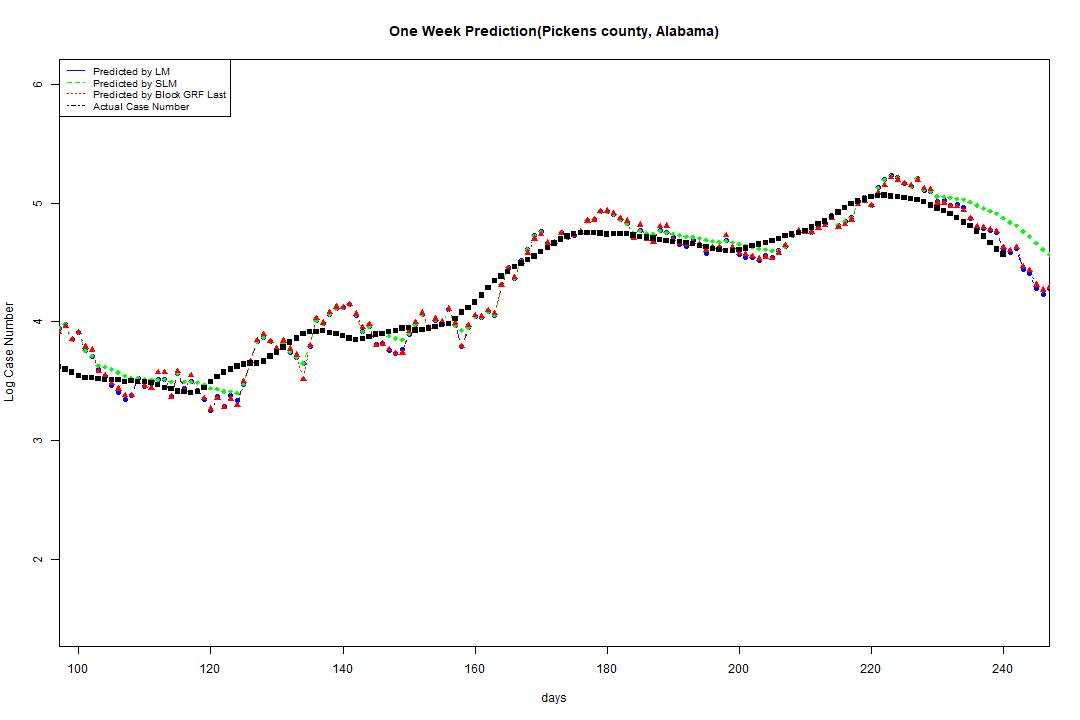 One Week Prediction(Pickens county, Alabama)
Predicted by LM
Predicted by SLM
Predicted by Block GRF Last
Actual Case Number
6
5
4
3
2
Log Case Number
100 120 140 160 180 200 220 240
days